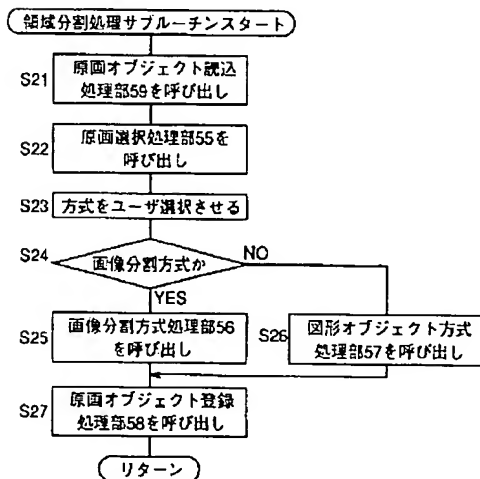 領域分割処理サブルーチンスタート
S21
原画オブジェクト読込
処理部59を呼び出し
S22
原画選択処理部55を
呼び出し
S23
方式をユーザ選択させる
S24
画像分割方式か
NO
YES
S25
画像分割方式処理部56
を呼び出し
S26
図形オブジェクト方式
処理部57を呼び出し
S27
原画オブジェクト登録
処理部58を呼び出し
リターン